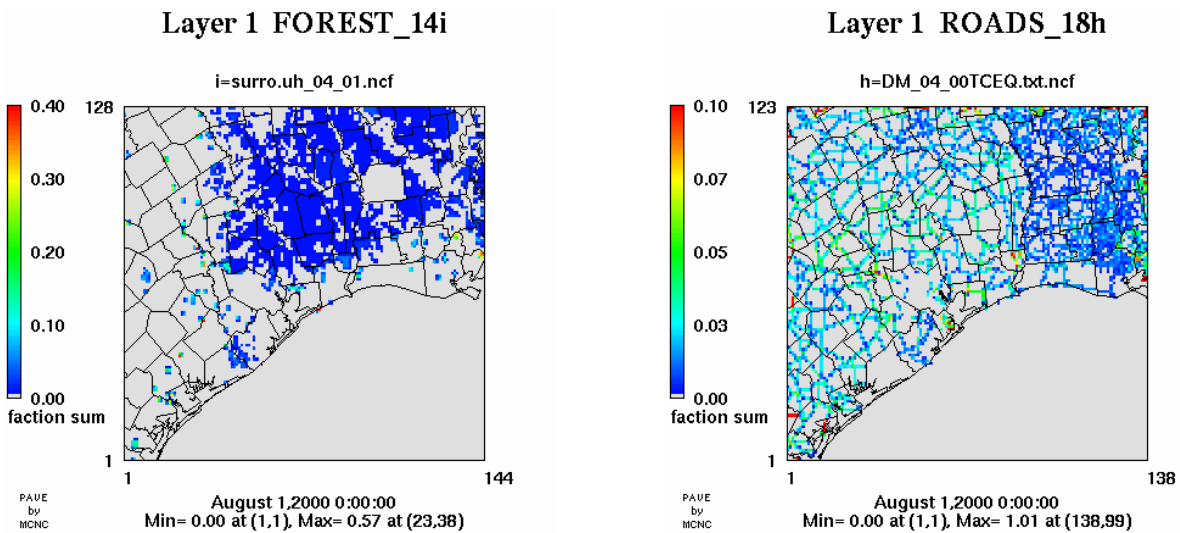 Layer 1 FOREST_14i
i=surro.uh_04_01.ncf
0.40
0.30
0.20
0.10
0.00
faction sum
128
1
1
144
PAVE
by
MCNC
August 1,2000 0:00:00
Min= 0.00 at (1,1), Max= 0.57 at (23,38)
Layer 1 ROADS_18h
h=DM_04_00TCEQ.txt.ncf
0.10
0.07
0.05
0.03
0.00
faction sum
123
1
1
138
PAVE
by
MCNC
August 1,2000 0:00:00
Min= 0.00 at (1,1), Max= 1.01 at (138,99)